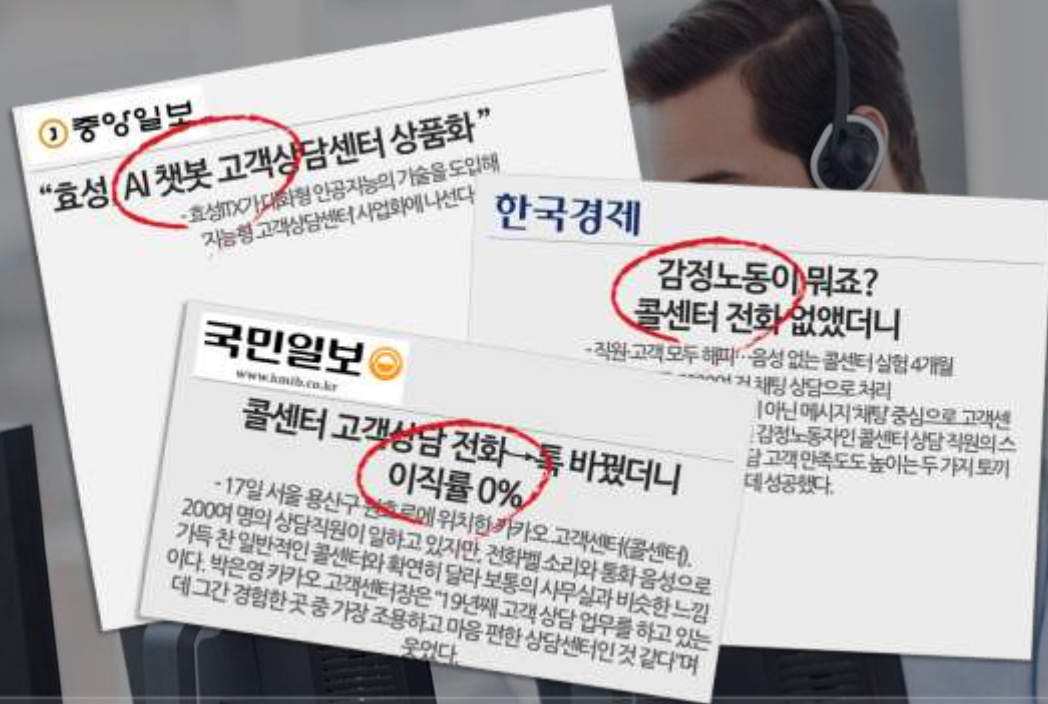 중앙일보
“효성, AI 챗봇 고객상담센터 상품화”
- 효성ITX가 대화형 인공지능의 기술을 도입해
지능형 고객상담센터 사업화에 나선다
한국경제
감정노동이 뭐죠?
콜센터 전화 없앴더니
- 직원·고객 모두 해피'…음성 없는 콜센터 실험 4개월
건 채팅 상담으로 처리
아닌 메시지 '채팅' 중심으로 고객센
감정노동자인 콜센터 상담 직원의 스
담 고객 만족도도 높이는 두 가지 토끼
데 성공했다.
국민일보
www.kmib.co.kr
콜센터 고객상담 전화→톡 바꿨더니
이직률 0%
- 17일 서울 용산구 원효로에 위치한 카카오 고객센터(콜센터).
200여 명의 상담직원이 일하고 있지만, 전화벨 소리와 통화 음성으로
가득 찬 일반적인 콜센터와 확연히 달라 보통의 사무실과 비슷한 느낌
이다. 박은영 카카오 고객센터장은 “19년째 고객 상담 업무를 하고 있는
데 그간 경험한 곳 중 가장 조용하고 마음 편한 상담센터인 것 같다”며
웃었다.